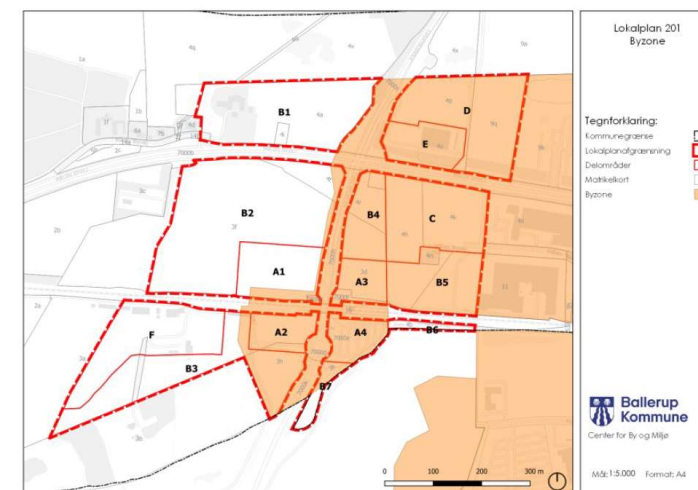 Lokalplan 201
Byzone
Tegnforklaring:
Kommunegrænse
Lokalplanafgrænsning
Delområder
Matrikelkort
Byzone
B1
D
E
B2
B4
C
A1
A3
B5
F
A2
A4
B6
B3
B7
0 100 200 300 m
Ballerup
Kommune
Center for By og Miljø
Mål: 1:5.000 Format: A4